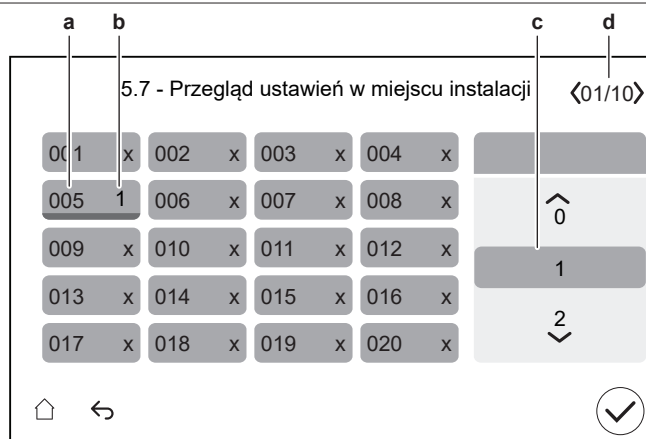 a b c d
5.7 - Przegląd ustawień w miejscu instalacji 01/10
001 x 002 x 003 x 004 x
005 1 006 x 007 x 008 x 0
009 x 010 x 011 x 012 x 1
013 x 014 x 015 x 016 x 2
017 x 018 x 019 x 020 x